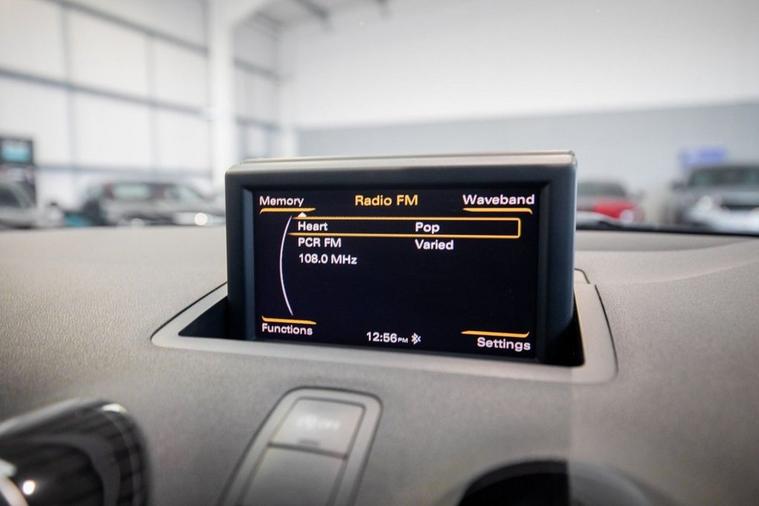 Memory Radio FM Waveband
Heart Pop
PCR FM Varied
108.0 MHz
Functions 12:56PM Settings